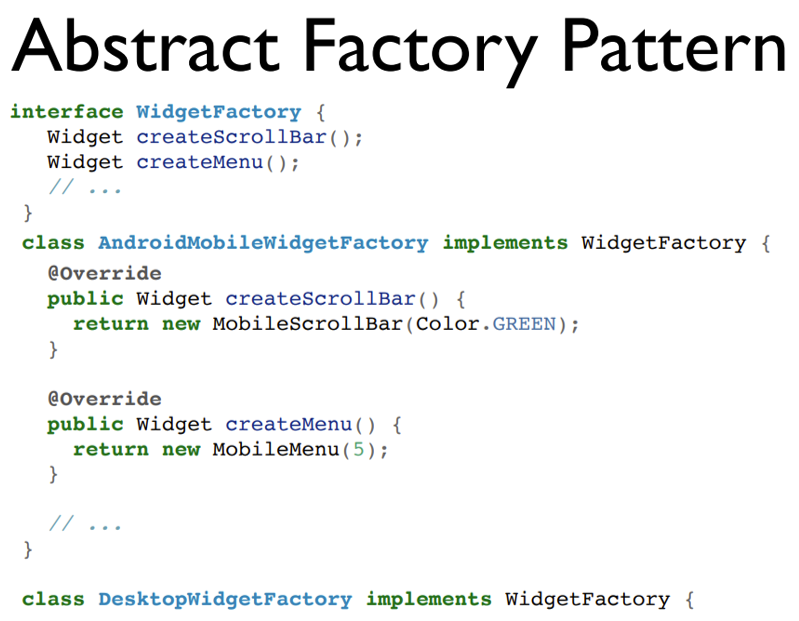 Abstract Factory Pattern
interface WidgetFactory {
Widget createScrollBar();
Widget createMenu();
// ...
}
class AndroidMobileWidgetFactory implements WidgetFactory {
@Override
public Widget createScrollBar() {
return new MobileScrollBar(Color.GREEN);
}
@Override
public Widget createMenu() {
return new MobileMenu(5);
}
// ...
}
class DesktopWidgetFactory implements WidgetFactory {